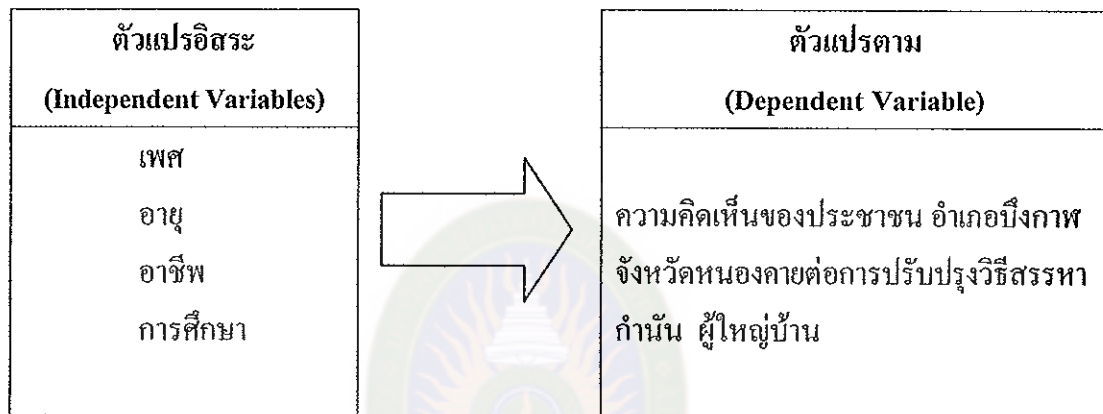 ตัวแปรอิสระ
(Independent Variables)
เพศ
อายุ
อาชีพ
การศึกษา
ตัวแปรตาม
(Dependent Variable)
ความคิดเห็นของประชาชน อำเภอบึงกาฬ
จังหวัดหนองคายต่อการปรับปรุงวิธีสรรหา
กำนัน ผู้ใหญ่บ้าน